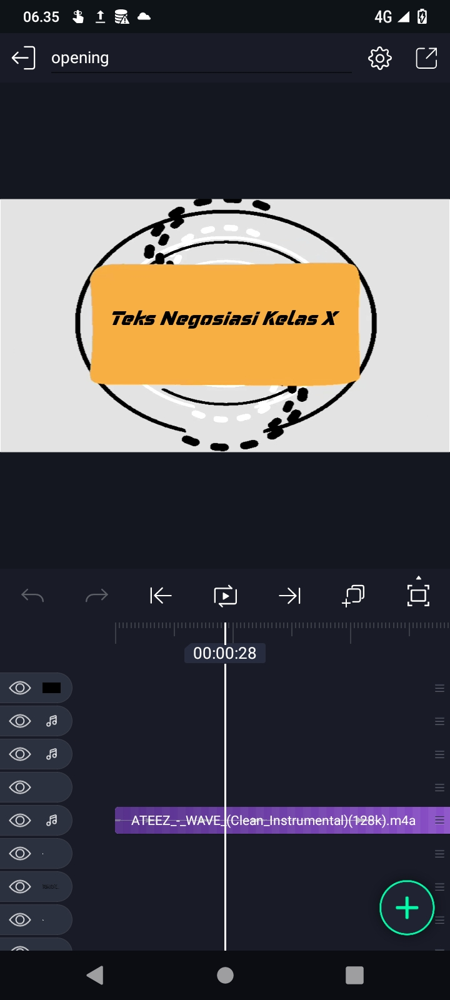 06.35
4G
opening
Teks Negosiasi Kelas X
00:00:28
ATEEZ_-_WAVE_(Clean_Instrumental)(128k).m4a